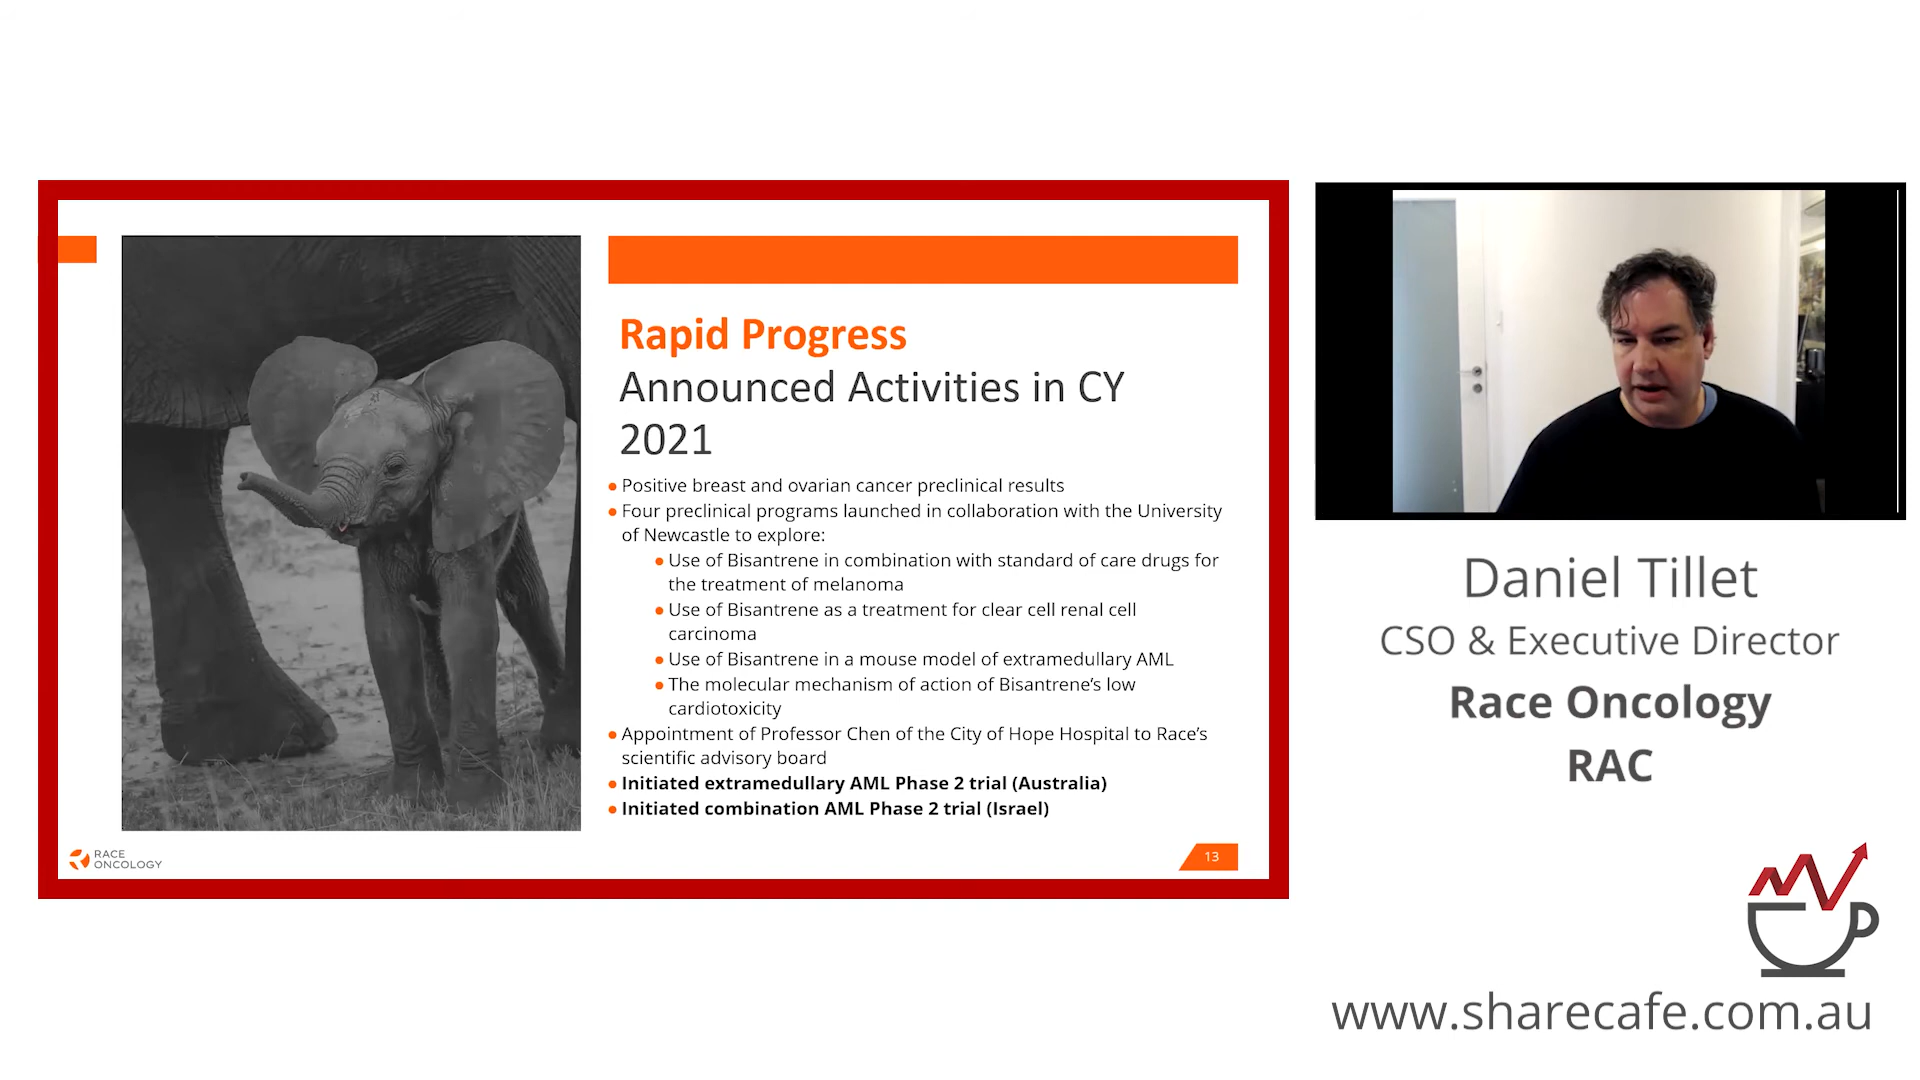 Rapid Progress
Announced Activities in CY
2021
Positive breast and ovarian cancer preclinical results
Four preclinical programs launched in collaboration with the University
of Newcastle to explore:
Use of Bisantrene in combination with standard of care drugs for
the treatment of melanoma
Use of Bisantrene as a treatment for clear cell renal cell
carcinoma
Use of Bisantrene in a mouse model of extramedullary AML
The molecular mechanism of action of Bisantrene’s low
cardiotoxicity
Appointment of Professor Chen of the City of Hope Hospital to Race’s
scientific advisory board
Initiated extramedullary AML Phase 2 trial (Australia)
Initiated combination AML Phase 2 trial (Israel)
RACE
ONCOLOGY
13
Daniel Tillet
CSO & Executive Director
Race Oncology
RAC
www.sharecafe.com.au